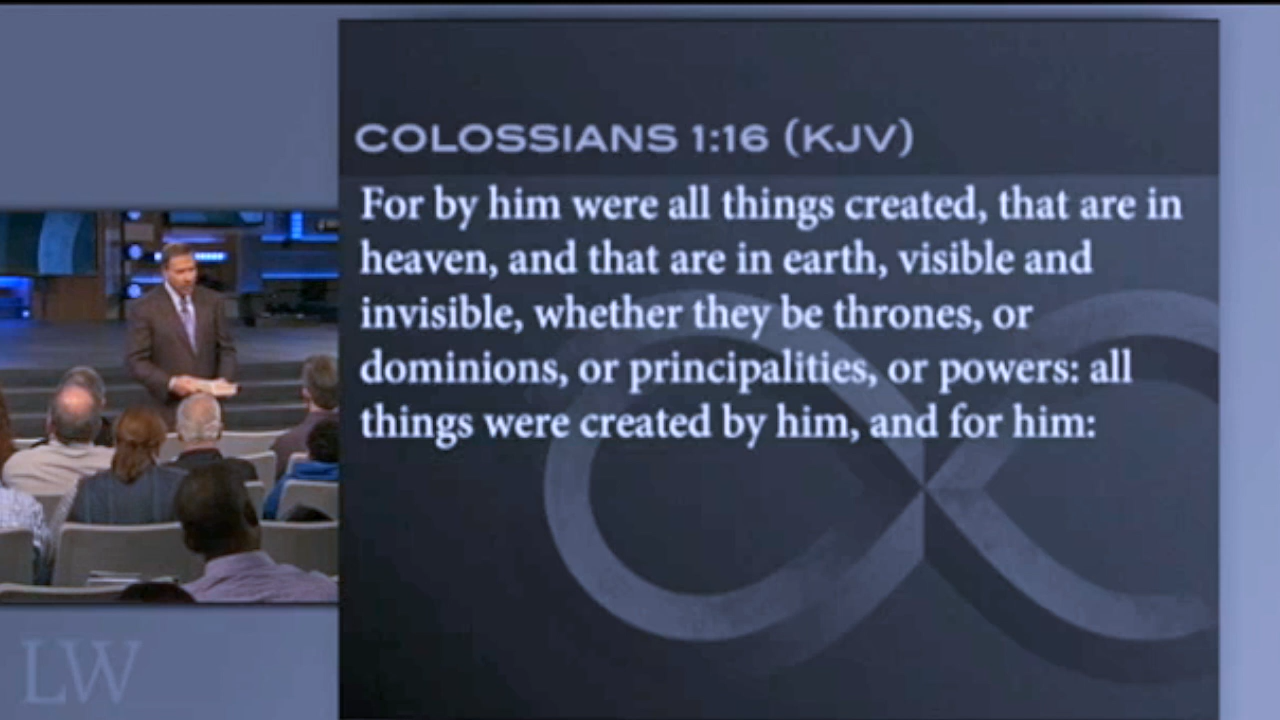 COLOSSIANS 1:16 (KJV)
For by him were all things created, that are in
heaven, and that are in earth, visible and
invisible, whether they be thrones, or
dominions, or principalities, or powers: all
things were created by him, and for him:
LW